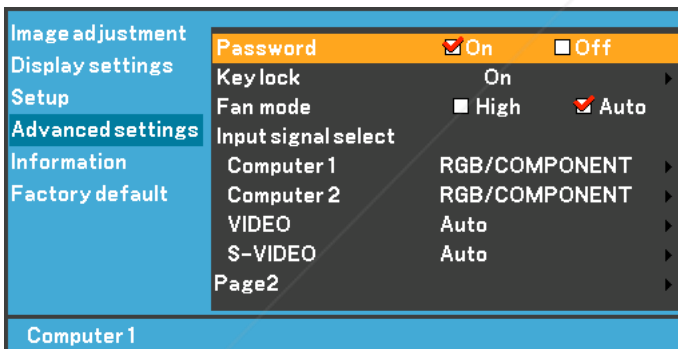 Image adjustment
Display settings
Setup
Advanced settings
Information
Factory default
Password On Off
Key lock On
Fan mode High Auto
Input signal select
Computer 1 RGB/COMPONENT
Computer 2 RGB/COMPONENT
VIDEO Auto
S-VIDEO Auto
Page2
Computer 1